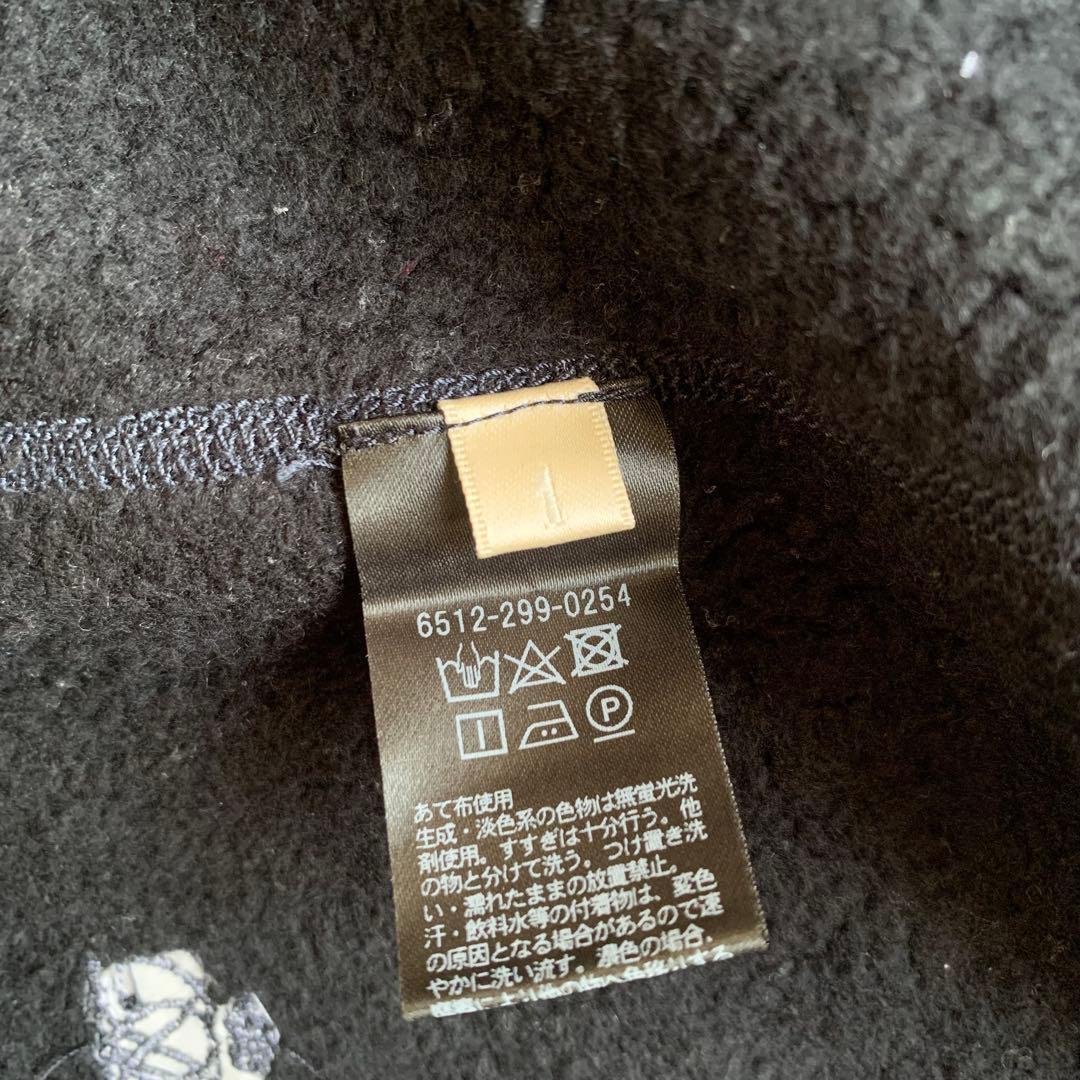 1
6512-299-0254
P
あて布使用
生成・淡色系の色物は無蛍光洗
剤使用。すすぎは十分行う。他
の物と分けて洗う。つけ置き洗
い・濡れたままの放置禁止。
汗・飲料水等の付着物は、変色
の原因となる場合があるので速
やかに洗い流す。濃色の場合、